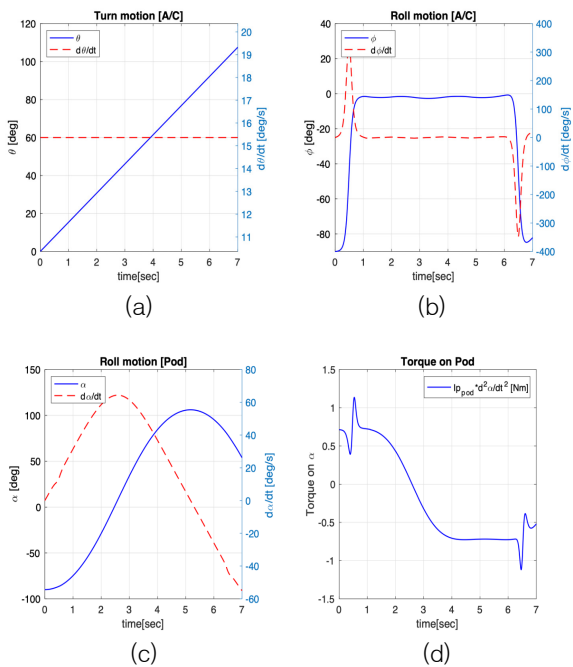 Turn motion [A/C]
θ
dθ/dt
θ [deg]
120
100
80
60
40
20
0
0 1 2 3 4 5 6 7
time[sec]
20
19
18
17
16
15
14
13
12
11
dθ/dt [deg/s]
(a)
Roll motion [A/C]
ϕ
dϕ/dt
ϕ [deg]
40
20
0
-20
-40
-60
-80
0 1 2 3 4 5 6 7
time[sec]
400
300
200
100
0
-100
-200
-300
-400
dϕ/dt [deg/s]
(b)
Roll motion [Pod]
α
dα/dt
α [deg]
150
100
50
0
-50
-100
0 1 2 3 4 5 6 7
time[sec]
80
60
40
20
0
-20
-40
-60
dα/dt [deg/s]
(c)
Torque on Pod
Ip_pod *d²α/dt² [Nm]
Torque on α
1.5
1
0.5
0
-0.5
-1
-1.5
0 1 2 3 4 5 6 7
time[sec]
(d)